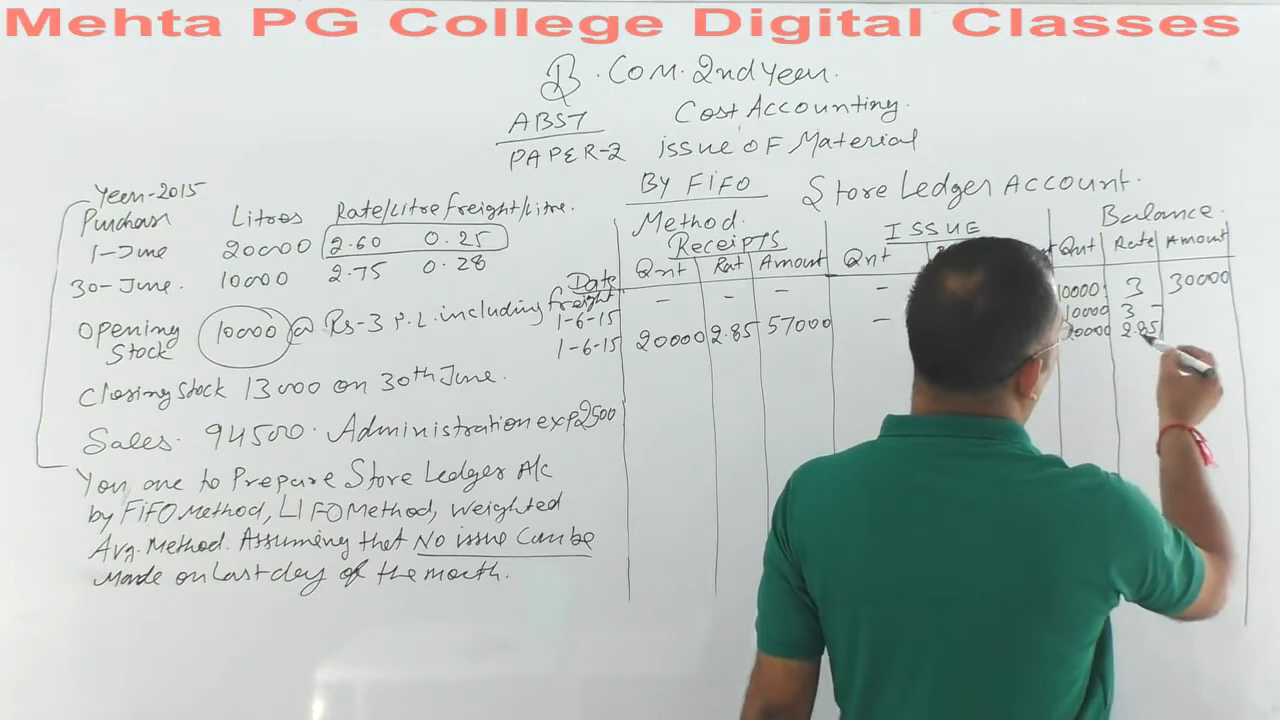 Mehta PG College Digital Classes
B.Com. 2nd Year.
ABST Cost Accounting.
PAPER-2 issue of Material
BY FIFO Method.
Store Ledger Account.
Year-2015
Purchase Litres Rate/Litre freight/litre.
1-June 20000 2.60 0.25
30-June. 10000 2.75 0.28
Opening Stock 10000 @ Rs-3 P.L. including freight
Closing Stock 13000 on 30th June.
Sales. 94500. Administration exp 2500
You are to Prepare Store Ledger A/c
by FiFO Method, LIFO Method, weighted
Avg. Method. Assuming that No issue Can be
Made on last day of the month.
Receipts ISSUE Balance.
Date Qnt Rat Amount Qnt Qnt Rate Amount
1-6-15 - - - - 10000 3 30000
10000 3 -
1-6-15 20000 2.85 57000 - 20000 2.85